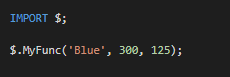 IMPORT $;
$.MyFunc('Blue', 300, 125);